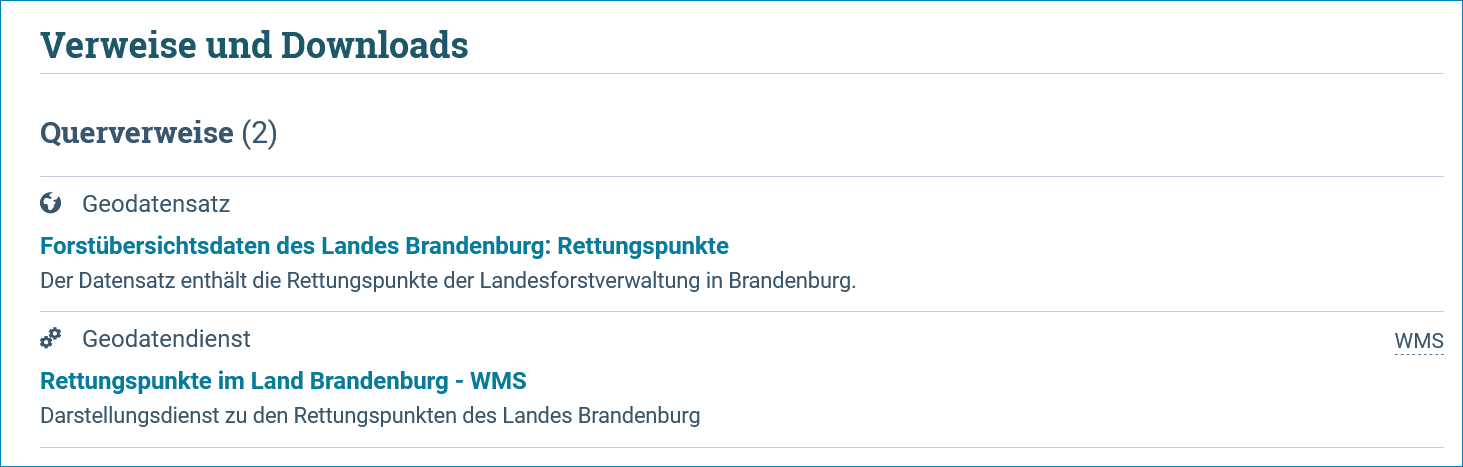 Verweise und Downloads
Querverweise (2)
Geodatensatz
Forstübersichtsdaten des Landes Brandenburg: Rettungspunkte
Der Datensatz enthält die Rettungspunkte der Landesforstverwaltung in Brandenburg.
Geodatendienst WMS
Rettungspunkte im Land Brandenburg - WMS
Darstellungsdienst zu den Rettungspunkten des Landes Brandenburg